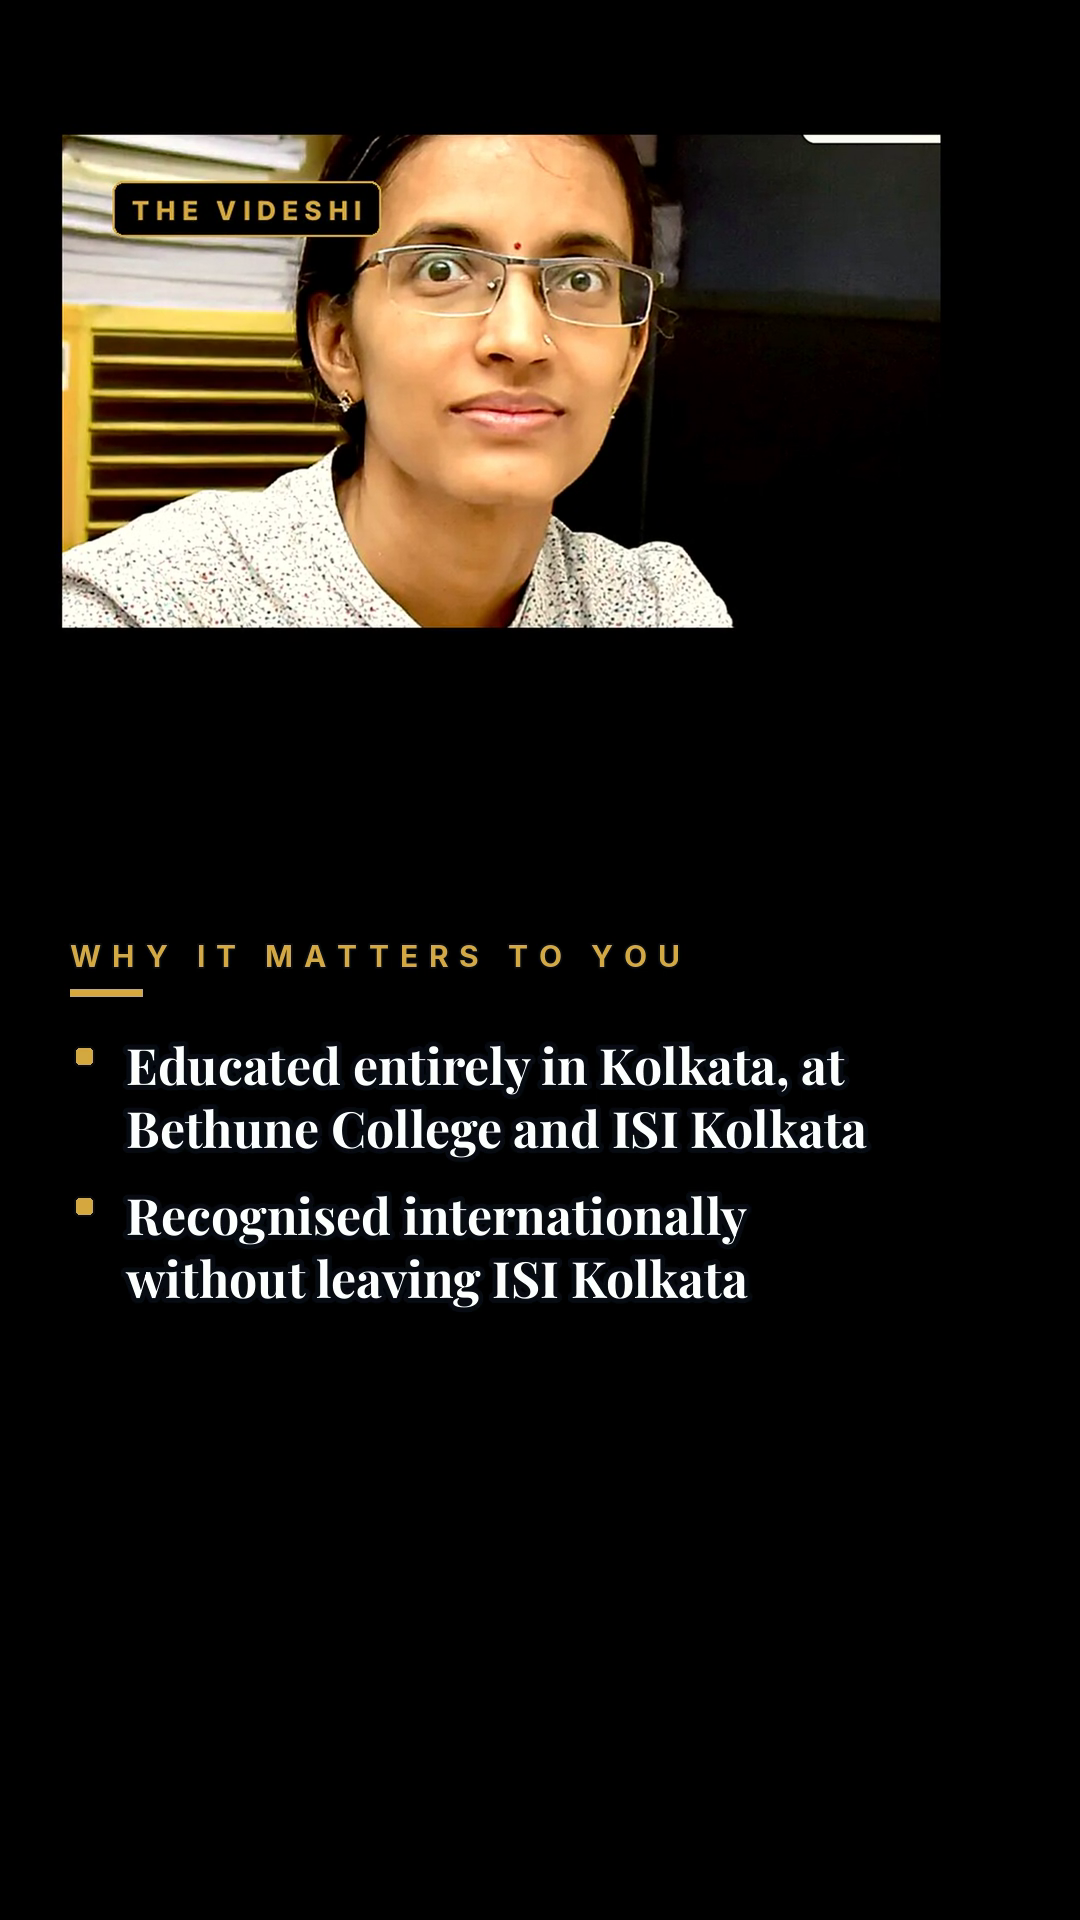 THE VIDESHI
WHY IT MATTERS TO YOU
Educated entirely in Kolkata, at
Bethune College and ISI Kolkata
Recognised internationally
without leaving ISI Kolkata